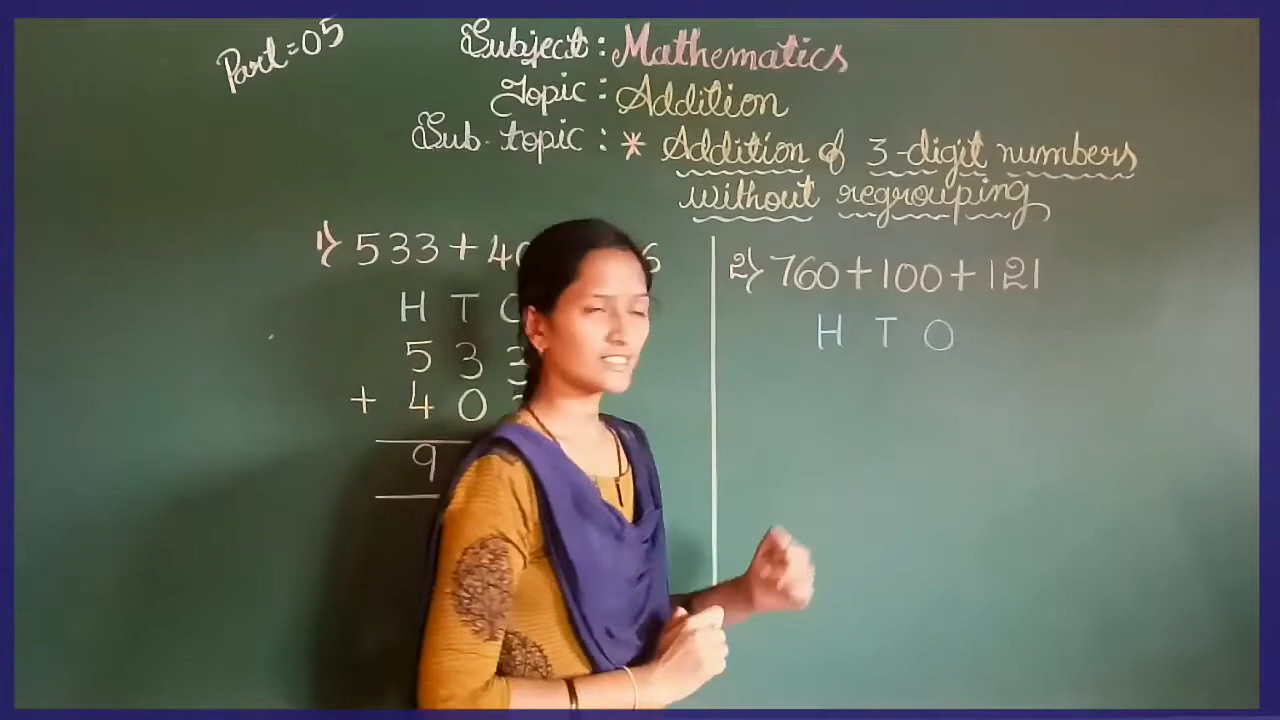 Part=05
Subject: Mathematics
Topic: Addition
Sub-topic: * Addition of 3-digit numbers
without regrouping
1) 533+4
H T
5 3 3
+ 4 0
9
2) 760+100+121
H T O